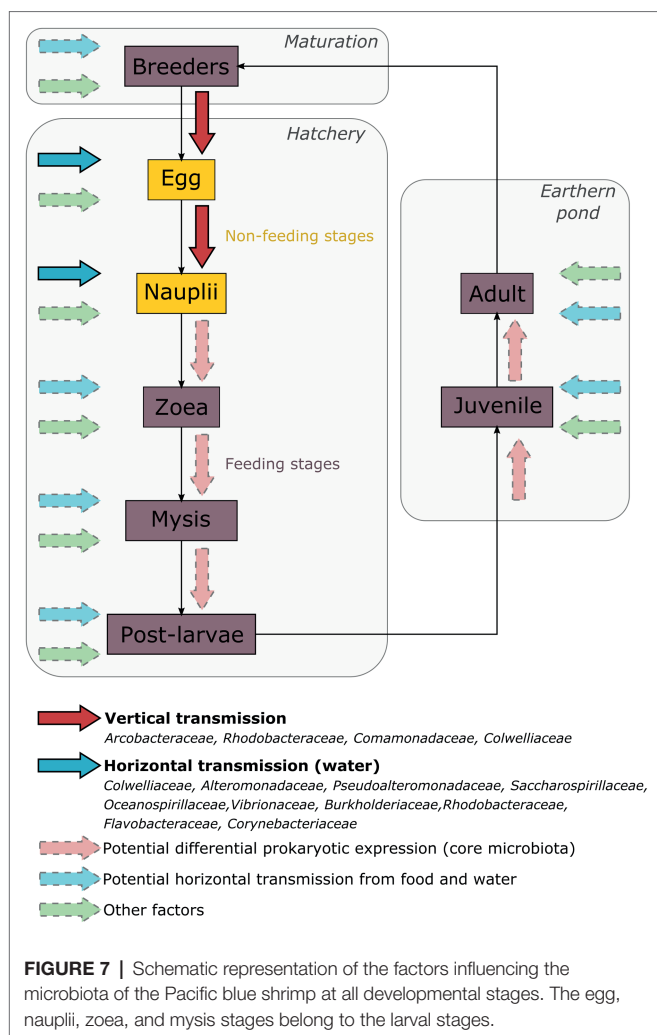 Maturation
Breeders
Hatchery
Egg
Non-feeding stages
Nauplii
Zoea
Feeding stages
Mysis
Post-larvae
Earthern
pond
Adult
Juvenile
Vertical transmission
Arcobacteraceae, Rhodobacteraceae, Comamonadaceae, Colwelliaceae
Horizontal transmission (water)
Colwelliaceae, Alteromonadaceae, Pseudoalteromonadaceae, Saccharospirillaceae,
Oceanospirillaceae,Vibrionaceae, Burkholderiaceae,Rhodobacteraceae,
Flavobacteraceae, Corynebacteriaceae
Potential differential prokaryotic expression (core microbiota)
Potential horizontal transmission from food and water
Other factors
FIGURE 7 | Schematic representation of the factors influencing the
microbiota of the Pacific blue shrimp at all developmental stages. The egg,
nauplii, zoea, and mysis stages belong to the larval stages.